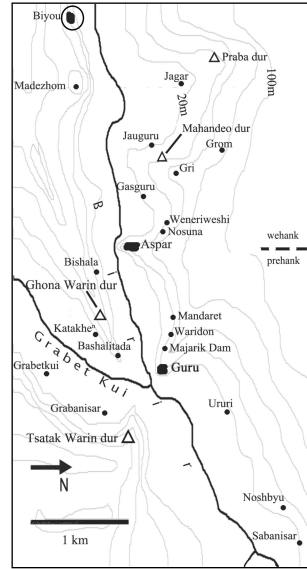 Biyou
Praba dur
Madezhom
Jagar
100m
20m
Mahandeo dur
Jauguru
Grom
Gri
Gasguru
B i r i r
Weneriweshi
Nosuna
Aspar
wehank
prehank
Bishala
Ghona Warin dur
Katakheⁿ
Mandaret
Waridon
Bashalitada
Majarik Dam
Guru
Grabet Kui
Grabetkui
Grabanisar
Ururi
Tsatak Warin dur
N
Noshbyu
1 km
Sabanisar